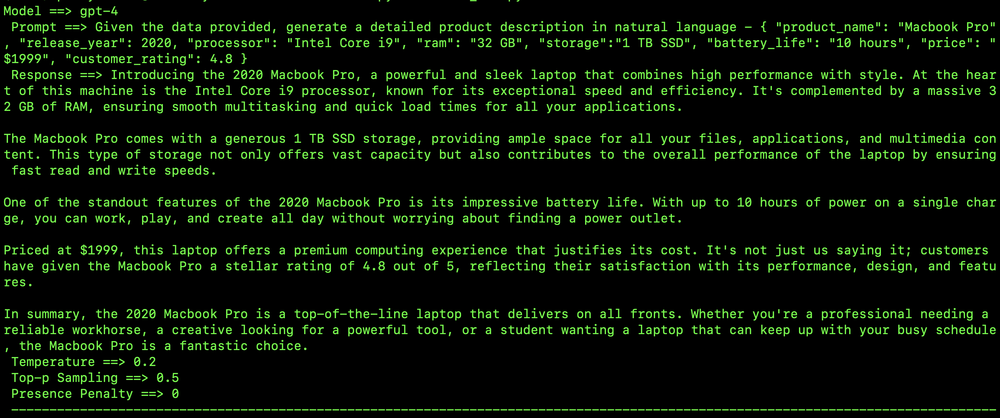 Model ==> gpt-4
Prompt ==> Given the data provided, generate a detailed product description in natural language - { "product_name": "Macbook Pro"
, "release_year": 2020, "processor": "Intel Core i9", "ram": "32 GB", "storage":"1 TB SSD", "battery_life": "10 hours", "price": "
$1999", "customer_rating": 4.8 }
Response ==> Introducing the 2020 Macbook Pro, a powerful and sleek laptop that combines high performance with style. At the hear
t of this machine is the Intel Core i9 processor, known for its exceptional speed and efficiency. It's complemented by a massive 3
2 GB of RAM, ensuring smooth multitasking and quick load times for all your applications.
The Macbook Pro comes with a generous 1 TB SSD storage, providing ample space for all your files, applications, and multimedia con
tent. This type of storage not only offers vast capacity but also contributes to the overall performance of the laptop by ensuring
fast read and write speeds.
One of the standout features of the 2020 Macbook Pro is its impressive battery life. With up to 10 hours of power on a single char
ge, you can work, play, and create all day without worrying about finding a power outlet.
Priced at $1999, this laptop offers a premium computing experience that justifies its cost. It's not just us saying it; customers
have given the Macbook Pro a stellar rating of 4.8 out of 5, reflecting their satisfaction with its performance, design, and featu
res.
In summary, the 2020 Macbook Pro is a top-of-the-line laptop that delivers on all fronts. Whether you're a professional needing a
reliable workhorse, a creative looking for a powerful tool, or a student wanting a laptop that can keep up with your busy schedule
, the Macbook Pro is a fantastic choice.
Temperature ==> 0.2
Top-p Sampling ==> 0.5
Presence Penalty ==> 0